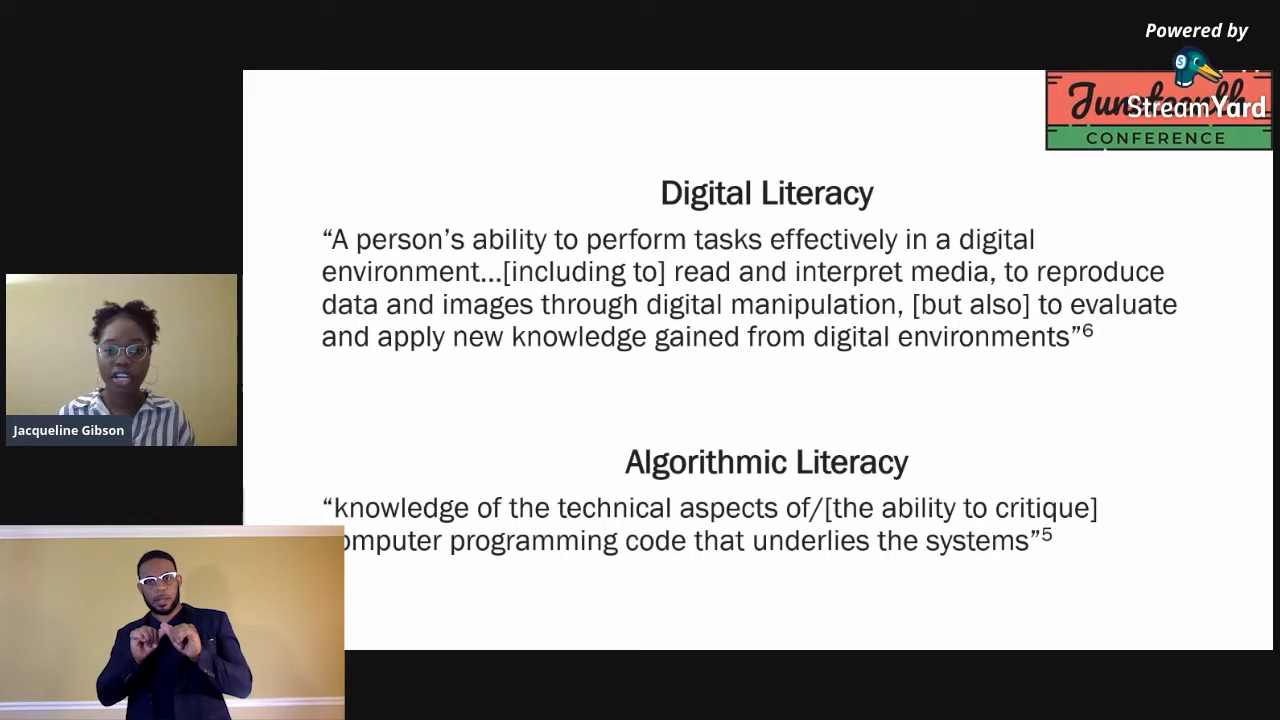 Powered by
StreamYard
CONFERENCE
Digital Literacy
“A person’s ability to perform tasks effectively in a digital
environment...[including to] read and interpret media, to reproduce
data and images through digital manipulation, [but also] to evaluate
and apply new knowledge gained from digital environments”6
Jacqueline Gibson
Algorithmic Literacy
“knowledge of the technical aspects of/[the ability to critique]
omputer programming code that underlies the systems”5